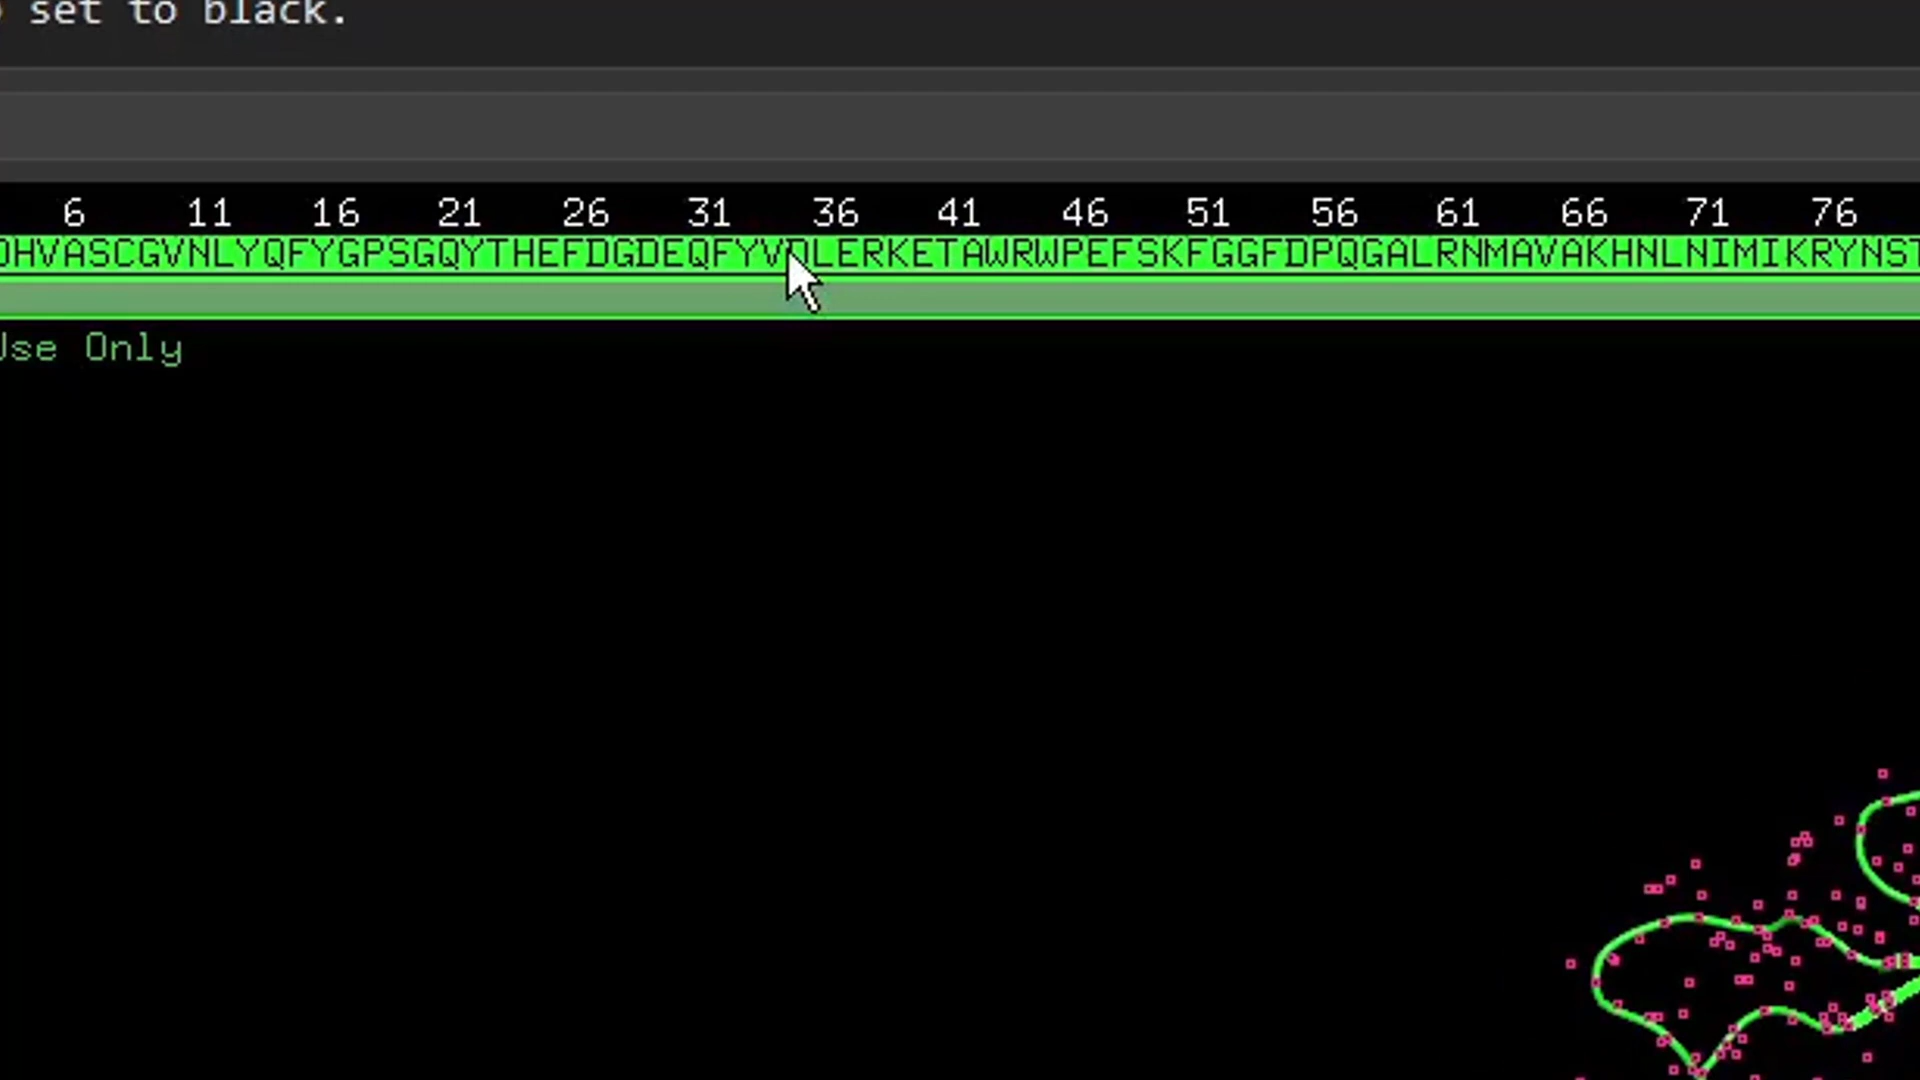 set to black.
6 11 16 21 26 31 36 41 46 51 56 61 66 71 76
DHVASCGVNLYQFYGPSGQYTHEFDGDEQFYVDLERKETAWRWPEFSKFGGFDPQGALRNMAVAKHNLNIMIKRYNST
Use Only